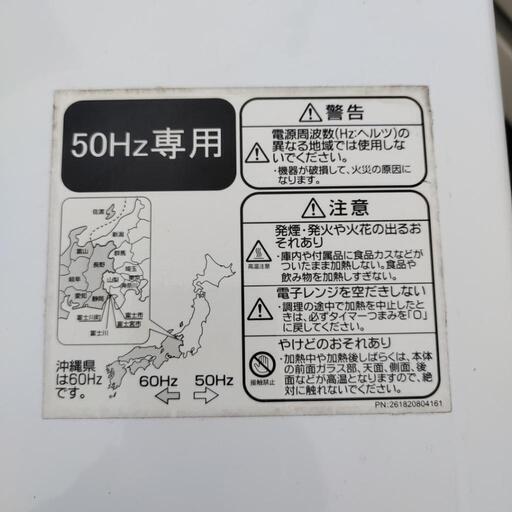 50Hz専用
佐渡
新潟
富山
群馬
長野
埼玉
岐阜
山梨
東京
愛知
静岡
神奈川
富士川町
富士市
富士宮市
富士川
沖縄県
は60Hz
です。
60Hz 50Hz
警告
電源周波数(Hz:ヘルツ)の
異なる地域では使用しな
いでください。
・機器が破損して、火災の原因に
なります。
注意
発煙・発火や火花の出るお
それあり
高温注意
・庫内や付属品に食品カスなどが
ついたまま加熱しない。食品や
飲み物を加熱しすぎない。
電子レンジを空だきしない
・調理の途中で加熱を中止したと
きは、必ずタイマーつまみを「0」
に戻してください。
やけどのおそれあり
接触禁止
・加熱中や加熱後しばらくは、本体
の前面ガラス部、天面、側面、後
面などが高温となりますので、絶
対に触れないでください。
PN:261820804161